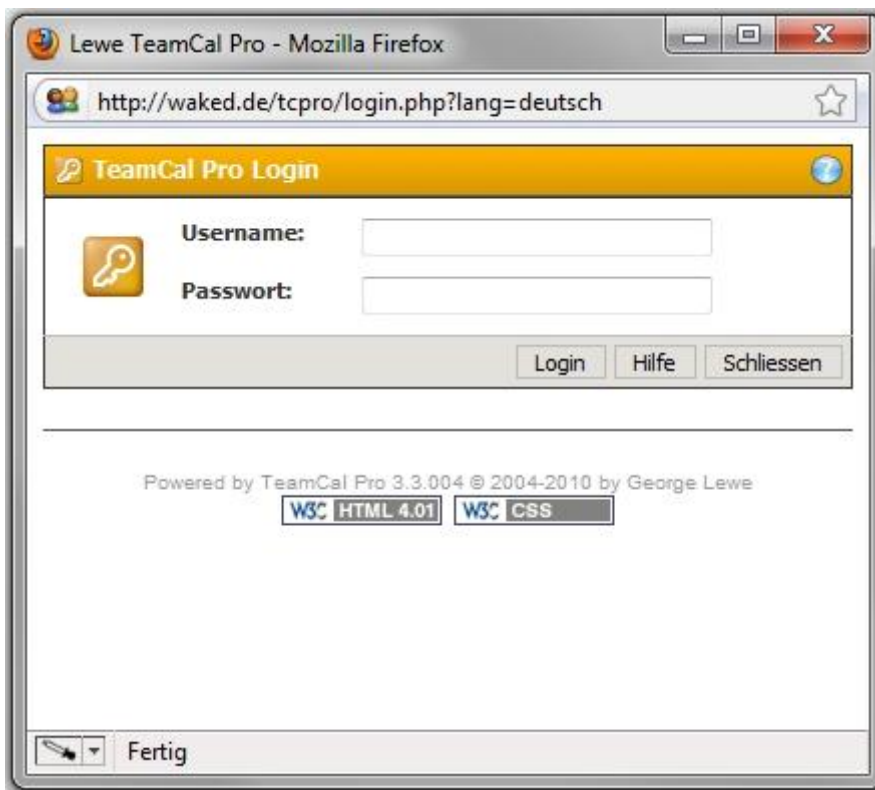 Lewe TeamCal Pro - Mozilla Firefox
http://waked.de/tcpro/login.php?lang=deutsch
TeamCal Pro Login
Username:
Passwort:
Login Hilfe Schliessen
Powered by TeamCal Pro 3.3.004 © 2004-2010 by George Lewe
W3C HTML 4.01 W3C CSS
Fertig